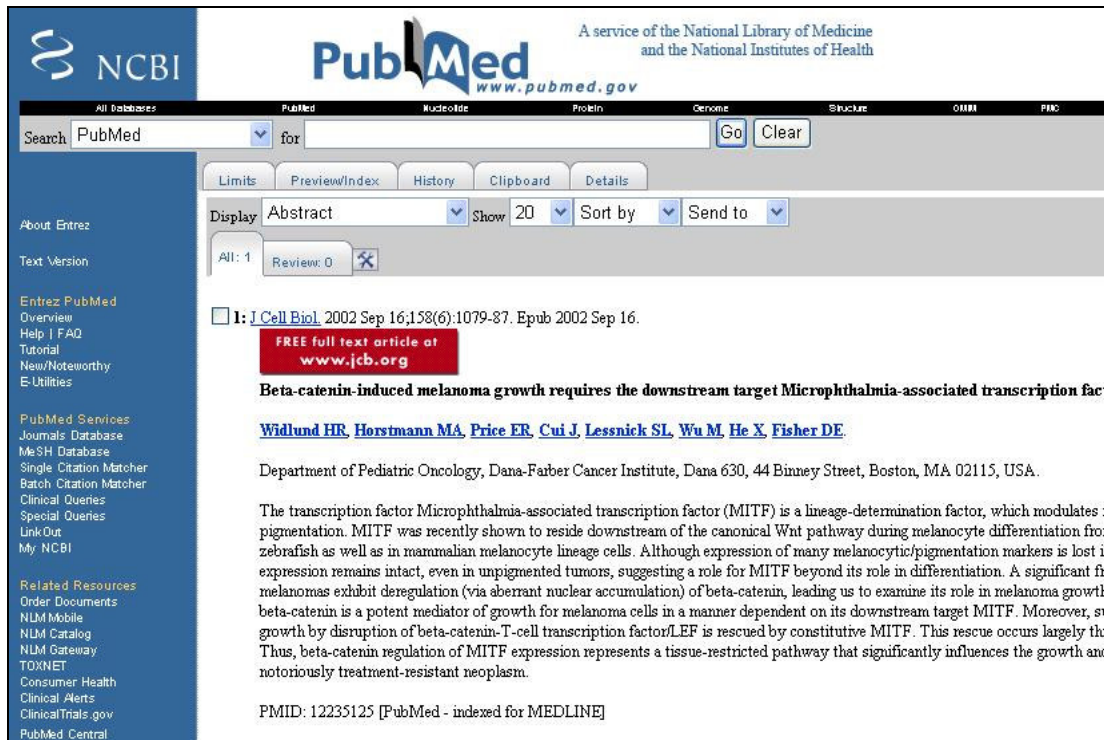 NCBI
PubMed
www.pubmed.gov
A service of the National Library of Medicine
and the National Institutes of Health
All Databases PubMed Nucleotide Protein Genome Structure OMIM PMC
Search PubMed for Go Clear
Limits Preview/Index History Clipboard Details
Display Abstract Show 20 Sort by Send to
All: 1 Review: 0
About Entrez
Text Version
Entrez PubMed
Overview
Help | FAQ
Tutorial
New/Noteworthy
E-Utilities
PubMed Services
Journals Database
MeSH Database
Single Citation Matcher
Batch Citation Matcher
Clinical Queries
Special Queries
LinkOut
My NCBI
Related Resources
Order Documents
NLM Mobile
NLM Catalog
NLM Gateway
TOXNET
Consumer Health
Clinical Alerts
ClinicalTrials.gov
PubMed Central
1: J Cell Biol. 2002 Sep 16;158(6):1079-87. Epub 2002 Sep 16.
FREE full text article at
www.jcb.org
Beta-catenin-induced melanoma growth requires the downstream target Microphthalmia-associated transcription fac
Widlund HR, Horstmann MA, Price ER, Cui J, Lessnick SL, Wu M, He X, Fisher DE.
Department of Pediatric Oncology, Dana-Farber Cancer Institute, Dana 630, 44 Binney Street, Boston, MA 02115, USA.
The transcription factor Microphthalmia-associated transcription factor (MITF) is a lineage-determination factor, which modulates
pigmentation. MITF was recently shown to reside downstream of the canonical Wnt pathway during melanocyte differentiation fro
zebrafish as well as in mammalian melanocyte lineage cells. Although expression of many melanocytic/pigmentation markers is lost i
expression remains intact, even in unpigmented tumors, suggesting a role for MITF beyond its role in differentiation. A significant fr
melanomas exhibit deregulation (via aberrant nuclear accumulation) of beta-catenin, leading us to examine its role in melanoma growth
beta-catenin is a potent mediator of growth for melanoma cells in a manner dependent on its downstream target MITF. Moreover, su
growth by disruption of beta-catenin-T-cell transcription factor/LEF is rescued by constitutive MITF. This rescue occurs largely th
Thus, beta-catenin regulation of MITF expression represents a tissue-restricted pathway that significantly influences the growth and
notoriously treatment-resistant neoplasm.
PMID: 12235125 [PubMed - indexed for MEDLINE]